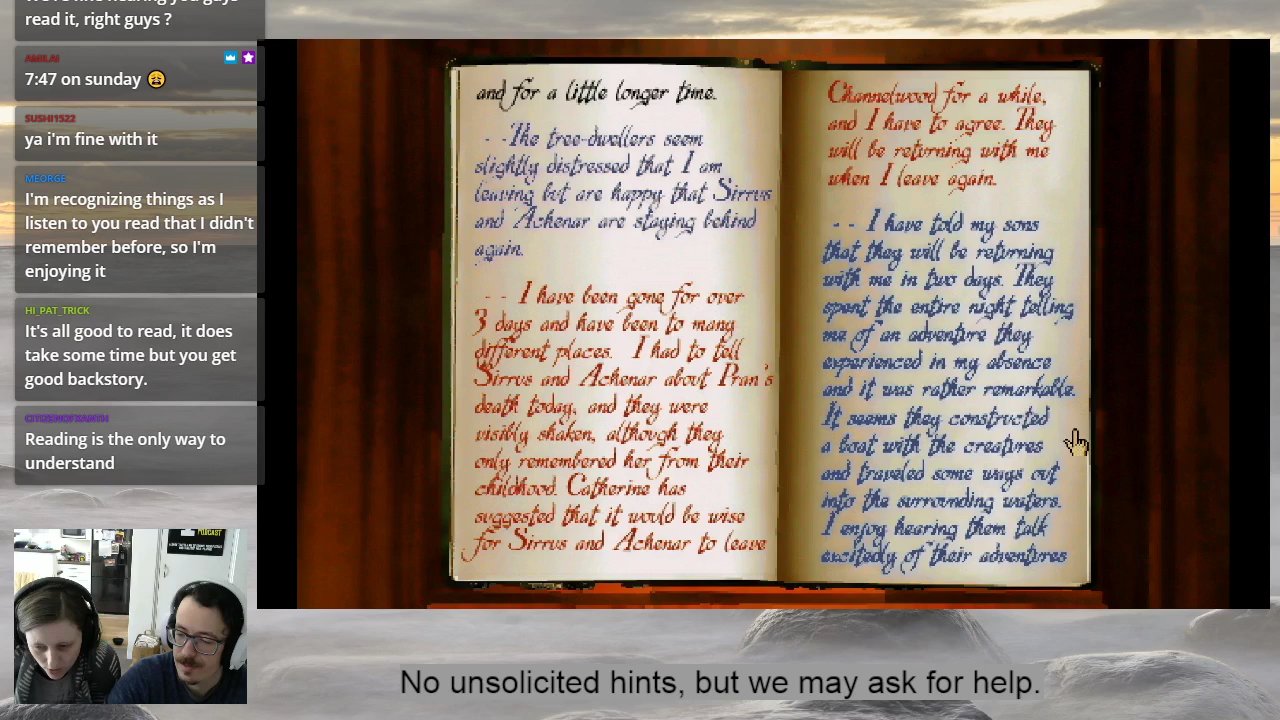 read it, right guys ?
AMILAI
7:47 on sunday 😩
SUSHI1522
ya i'm fine with it
MEORGE
I'm recognizing things as I
listen to you read that I didn't
remember before, so I'm
enjoying it
HI_PAT_TRICK
It's all good to read, it does
take some time but you get
good backstory.
Reading is the only way to
understand
and for a little longer time.
- -The tree-dwellers seem
slightly distressed that I am
leaving but are happy that Sirrus
and Achenar are staying behind
again.
- - I have been gone for over
3 days and have been to many
different places. I had to tell
Sirrus and Achenar about Pran's
death today, and they were
visibly shaken, although they
only remembered her from their
childhood. Catherine has
suggested that it would be wise
for Sirrus and Achenar to leave
Channelwood for a while,
and I have to agree. They
will be returning with me
when I leave again.
- - I have told my sons
that they will be returning
with me in two days. They
spent the entire night telling
me of an adventure they
experienced in my absence
and it was rather remarkable.
It seems they constructed
a boat with the creatures
and traveled some ways out
into the surrounding waters.
I enjoy hearing them talk
excitedly of their adventures
PODCAST
No unsolicited hints, but we may ask for help.